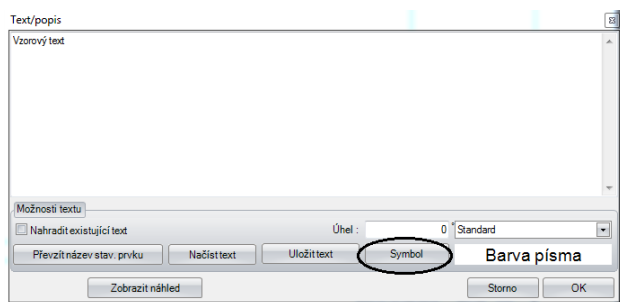 Text/popis
Vzorový text
Možnosti textu
Nahradit existující text Úhel : 0 ° Standard
Převzít název stav. prvku Načíst text Uložit text Symbol Barva písma
Zobrazit náhled Storno OK